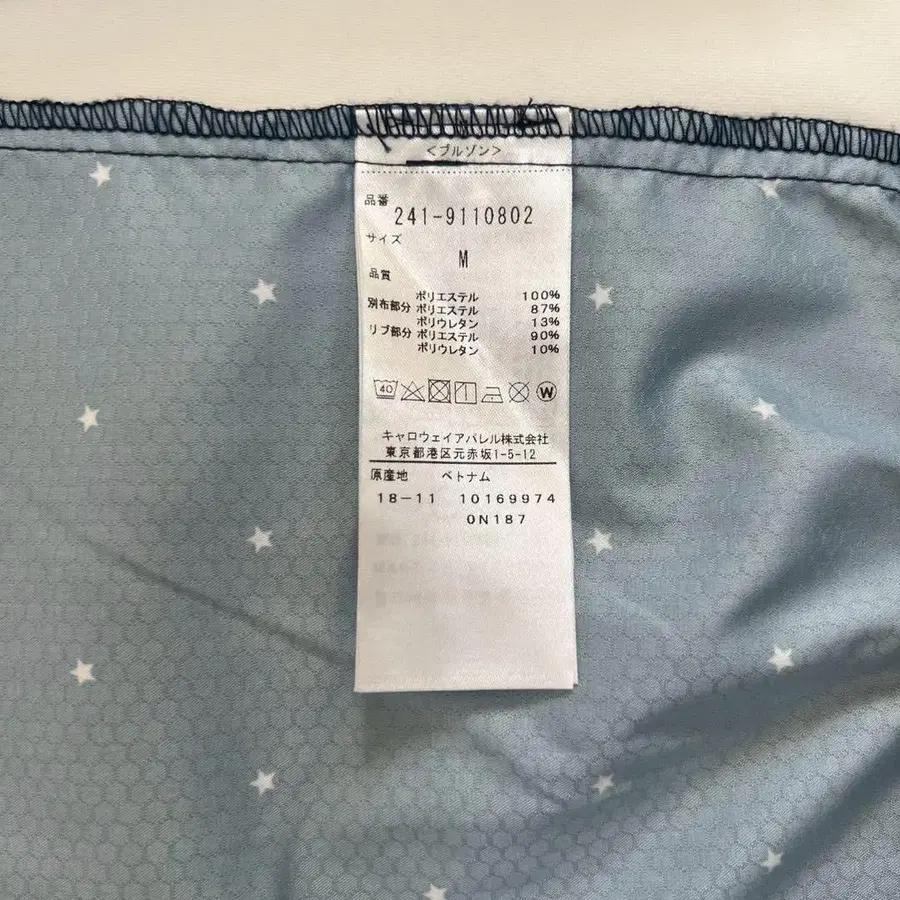 <ブルゾン>
品番
241-9110802
サイズ
M
品質
ポリエステル 100%
別布部分 ポリエステル 87%
ポリウレタン 13%
リブ部分 ポリエステル 90%
ポリウレタン 10%
40 W
キャロウェイアパレル株式会社
東京都港区元赤坂1-5-12
原産地 ベトナム
18-11 10169974
0N187